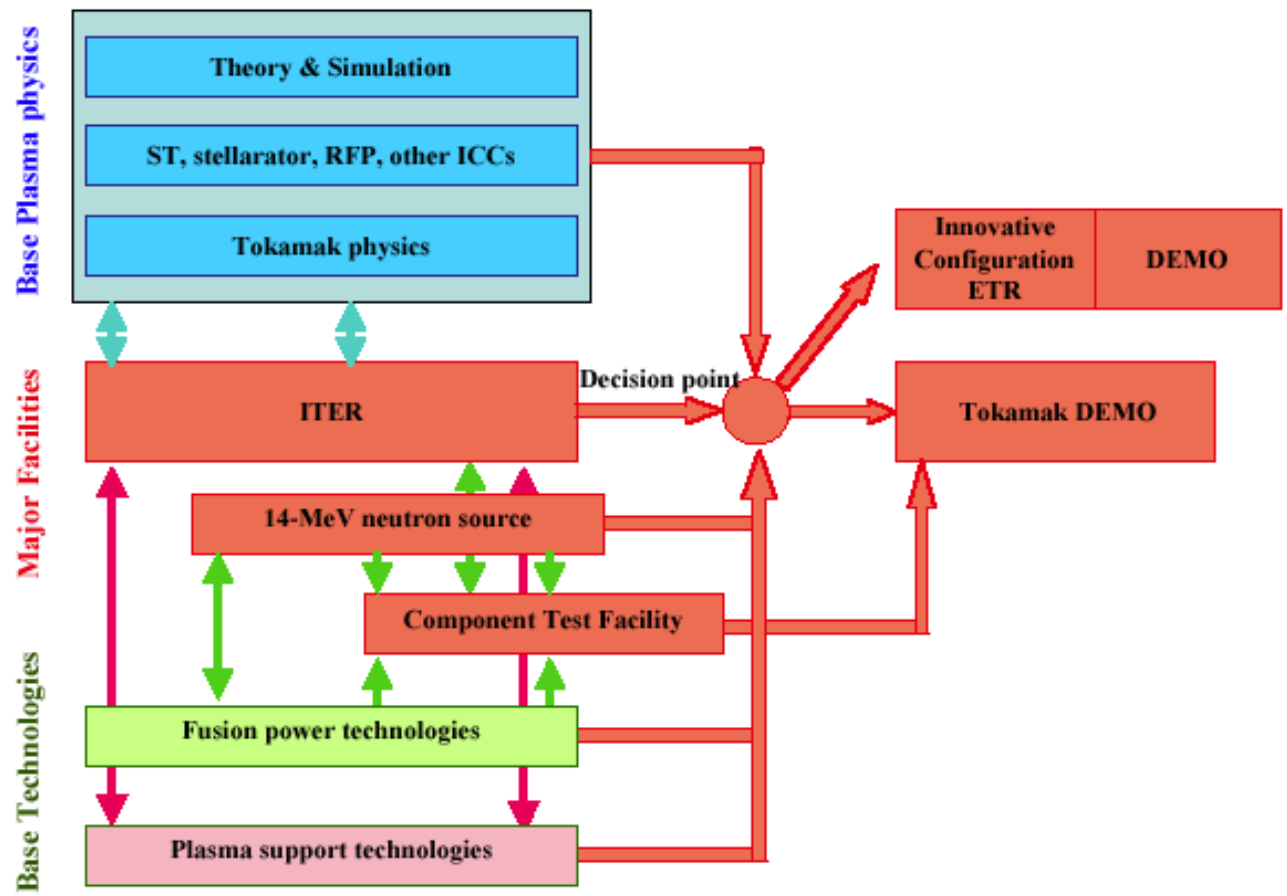 Base Plasma physics
Theory & Simulation
ST, stellarator, RFP, other ICCs
Tokamak physics
Innovative
Configuration
ETR
DEMO
Major Facilities
ITER
Decision point
Tokamak DEMO
14-MeV neutron source
Component Test Facility
Base Technologies
Fusion power technologies
Plasma support technologies